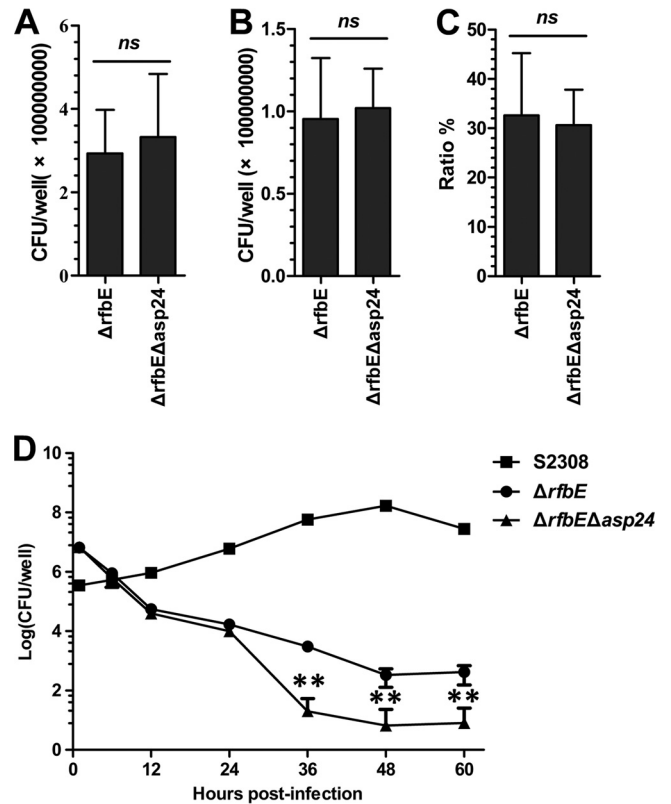 A
ns
CFU/well( × 100000000)
6
4
2
0
ΔrfbE
ΔrfbEΔasp24
B
ns
CFU/well (× 100000000)
1.5
1.0
0.5
0.0
ΔrfbE
ΔrfbEΔasp24
C
ns
Ratio %
50
40
30
20
10
0
ΔrfbE
ΔrfbEΔasp24
D
Log(CFU/well)
10
8
6
4
2
0
**
**
**
0 12 24 36 48 60
Hours post-infection
S2308
ΔrfbE
ΔrfbEΔasp24